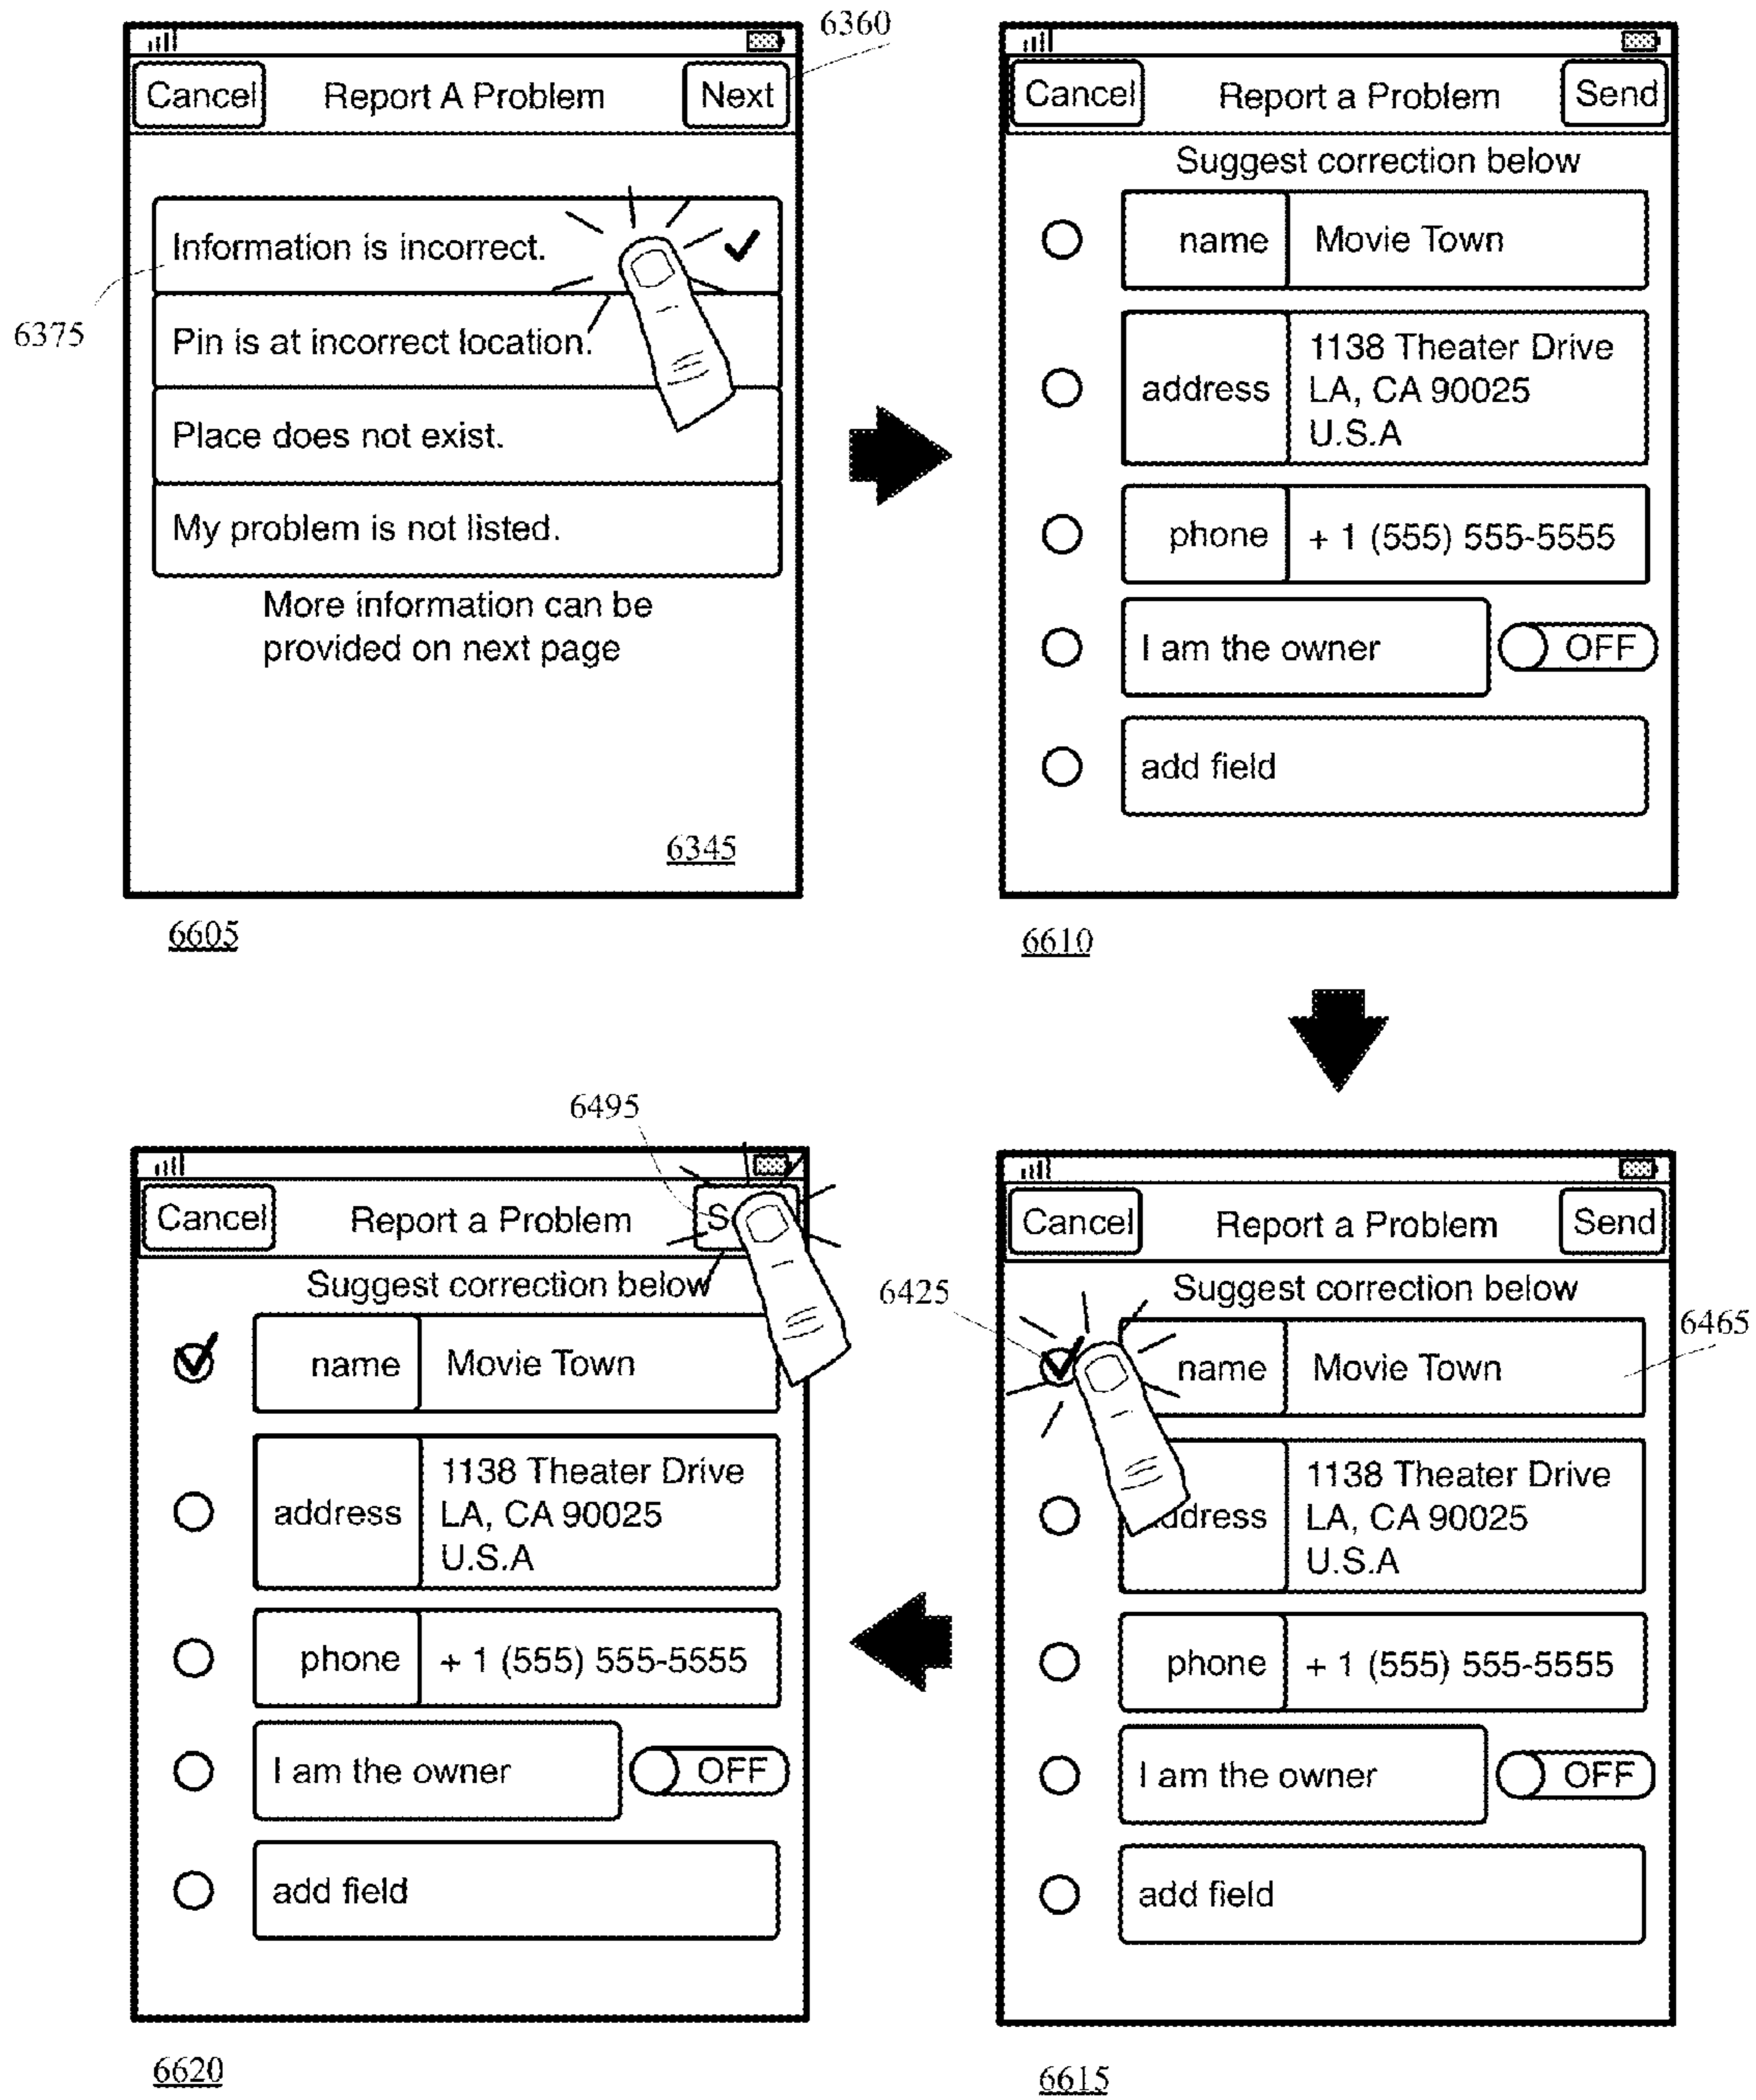 6360
Cancel
Report A Problem
Next
Information is incorrect.
6375
Pin is at incorrect location.
Place does not exist.
My problem is not listed.
More information can be
provided on next page
6345
6605
Cancel
Report a Problem
Send
Suggest correction below
name
Movie Town
address
1138 Theater Drive
LA, CA 90025
U.S.A
phone
+ 1 (555) 555-5555
I am the owner
OFF
add field
6610
6495
Cancel
Report a Problem
Suggest correction below
name
Movie Town
address
1138 Theater Drive
LA, CA 90025
U.S.A
phone
+ 1 (555) 555-5555
I am the owner
OFF
add field
6620
Cancel
Report a Problem
Send
6425
Suggest correction below
6465
name
Movie Town
1138 Theater Drive
LA, CA 90025
U.S.A
phone
+ 1 (555) 555-5555
I am the owner
OFF
add field
6615